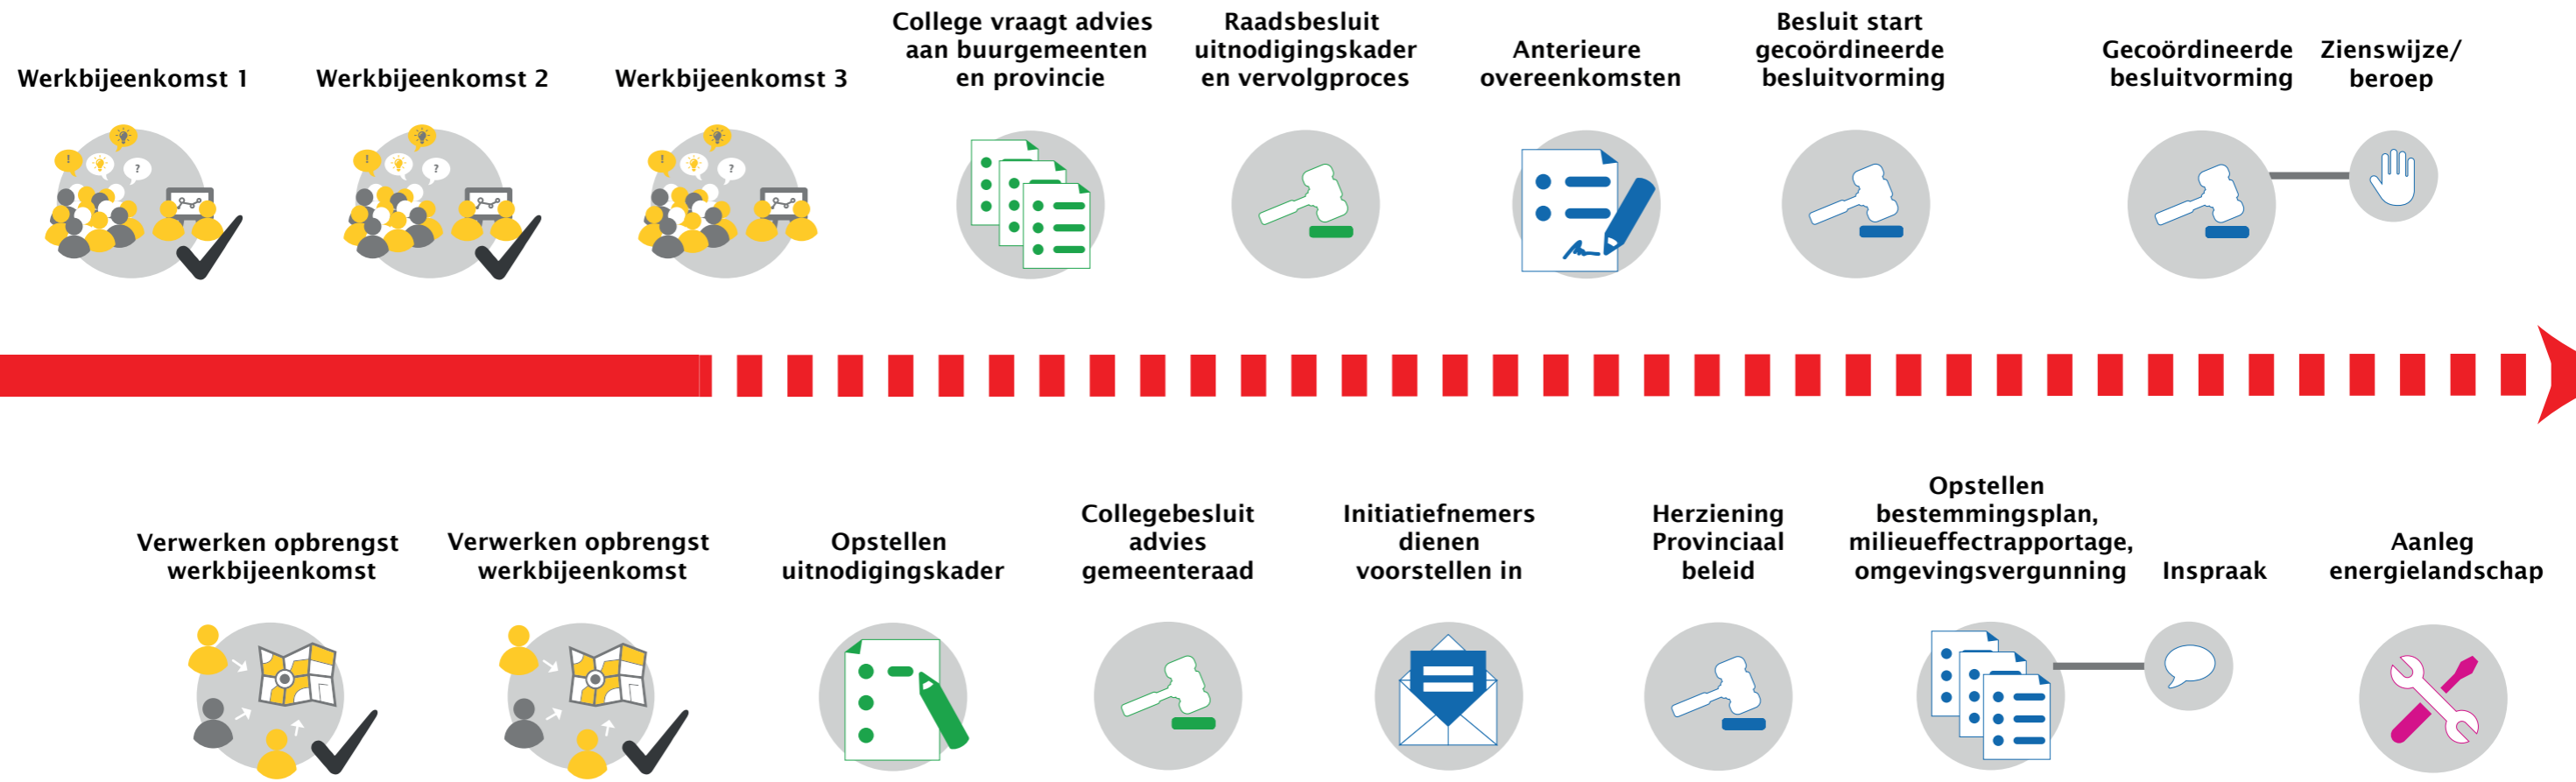 Werkbijeenkomst 1
Werkbijeenkomst 2
Werkbijeenkomst 3
College vraagt advies
aan buurgemeenten
en provincie
Raadsbesluit
uitnodigingskader
en vervolgproces
Anterieure
overeenkomsten
Besluit start
gecoördineerde
besluitvorming
Gecoördineerde
besluitvorming
Zienswijze/
beroep
!
?
!
?
!
?
Verwerken opbrengst
werkbijeenkomst
Verwerken opbrengst
werkbijeenkomst
Opstellen
uitnodigingskader
Collegebesluit
advies
gemeenteraad
Initiatiefnemers
dienen
voorstellen in
Herziening
Provinciaal
beleid
Opstellen
bestemmingsplan,
milieueffectrapportage,
omgevingsvergunning
Inspraak
Aanleg
energielandschap